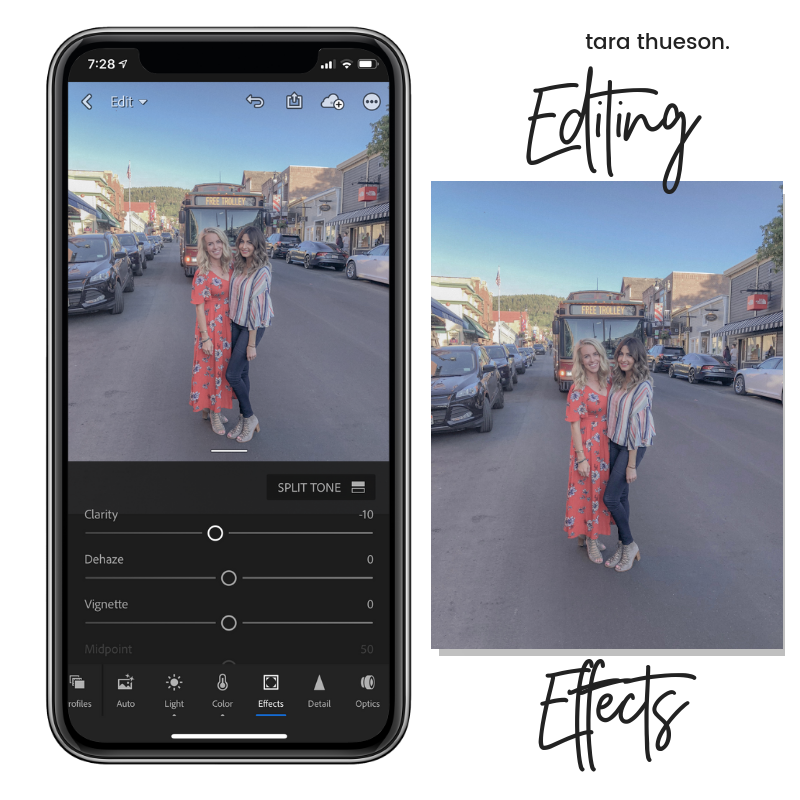 tara thueson.
Editing
7:28
Edit
FREE TROLLEY
SPLIT TONE
Clarity -10
Dehaze 0
Vignette 0
Midpoint 50
rofiles Auto Light Color Effects Detail Optics
FREE TROLLEY
Effects